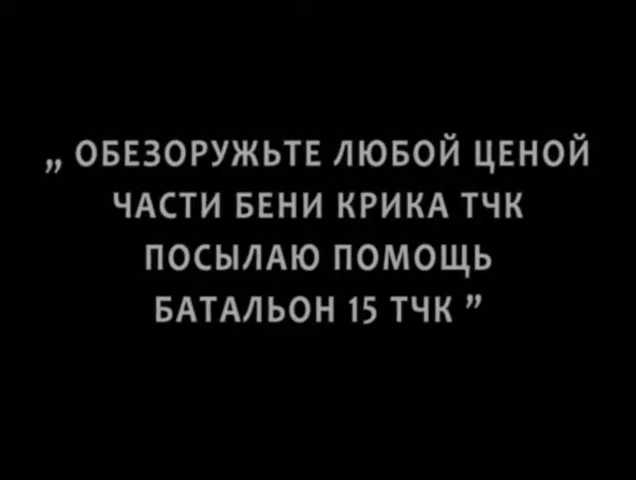 „ ОБЕЗОРУЖЬТЕ ЛЮБОЙ ЦЕНОЙ
ЧАСТИ БЕНИ КРИКА ТЧК
ПОСЫЛАЮ ПОМОЩЬ
БАТАЛЬОН 15 ТЧК ”